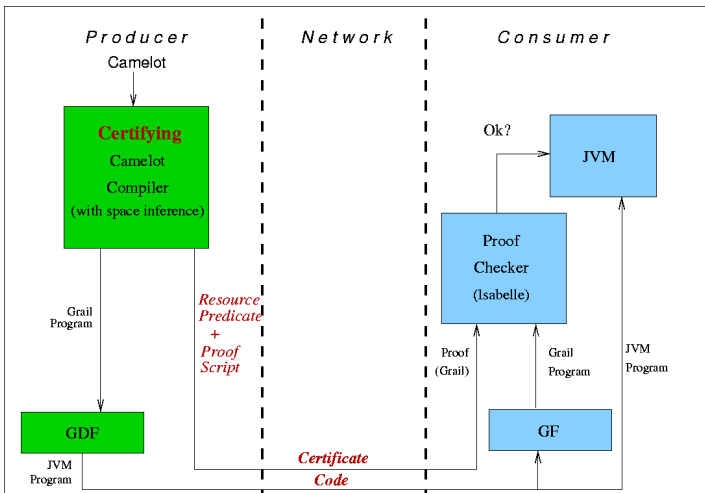 Producer
Network
Consumer
Camelot
Certifying
Camelot
Compiler
(with space inference)
Ok?
JVM
Proof
Checker
(Isabelle)
Grail
Program
Resource
Predicate
+
Proof
Script
Proof
(Grail)
Grail
Program
JVM
Program
GDF
GF
JVM
Program
Certificate
Code